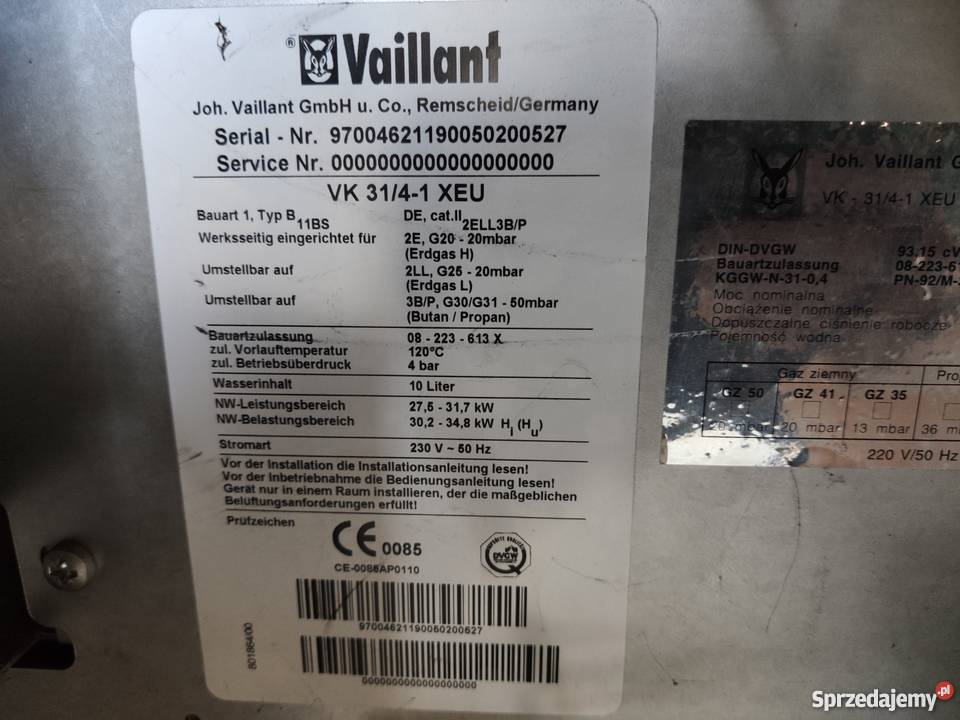 ® Vaillant
Joh. Vaillant GmbH u. Co., Remscheid/Germany
Serial - Nr. 97004621190050200527
Service Nr. 00000000000000000000
VK 31/4-1 XEU
Bauart 1, Typ B11BS DE, cat.II2ELL3B/P
Werksseitig eingerichtet für 2E, G20 - 20mbar
(Erdgas H)
Umstellbar auf 2LL, G25 - 20mbar
(Erdgas L)
Umstellbar auf 3B/P, G30/G31 - 50mbar
(Butan / Propan)
Bauartzulassung 08 - 223 - 613 X
zul. Vorlauftemperatur 120°C
zul. Betriebsüberdruck 4 bar
Wasserinhalt 10 Liter
NW-Leistungsbereich 27,5 - 31,7 kW
NW-Belastungsbereich 30,2 - 34,8 kW Hi (Hu)
Stromart 230 V ~ 50 Hz
Vor der Installation die Installationsanleitung lesen!
Vor der Inbetriebnahme die Bedienungsanleitung lesen!
Gerät nur in einem Raum installieren, der die maßgeblichen
Belüftungsanforderungen erfüllt!
Prüfzeichen
CE 0085
CE-0085AP0110
DVGW
97004621190050200527
00000000000000000000
801864/00
Joh. Vaillant G
VK - 31/4-1 XEU
DIN-DVGW 93.15 cV
Bauartzulassung 08-223-61
KGGW-N-31-0,4 PN-92/M-
Moc nominalna
Obciążenie nominalne
Dopuszczalne ciśnienie robocze
Pojemność wodna
Gaz ziemny Pro
GZ 50 GZ 41 GZ 35
20 mbar 20 mbar 13 mbar 36 m
220 V/50 Hz
Sprzedajemy.pl